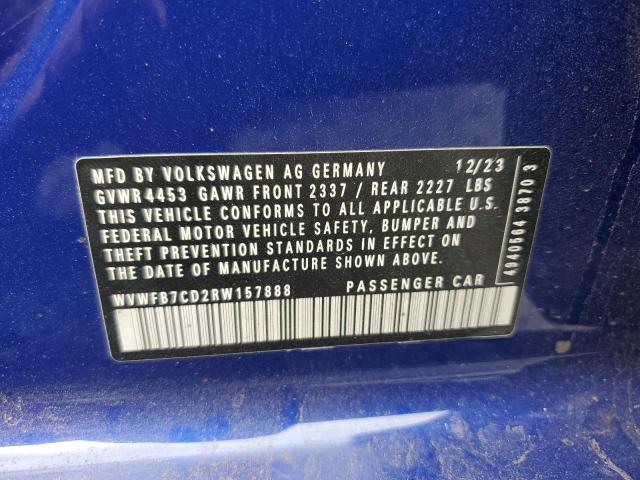 MFD BY VOLKSWAGEN AG GERMANY 12/23
GVWR 4453 GAWR FRONT 2337 / REAR 2227 LBS
THIS VEHICLE CONFORMS TO ALL APPLICABLE U.S.
FEDERAL MOTOR VEHICLE SAFETY, BUMPER AND
THEFT PREVENTION STANDARDS IN EFFECT ON
THE DATE OF MANUFACTURE SHOWN ABOVE.
WVWFB7CD2RW157888 PASSENGER CAR
4940584 3870 3